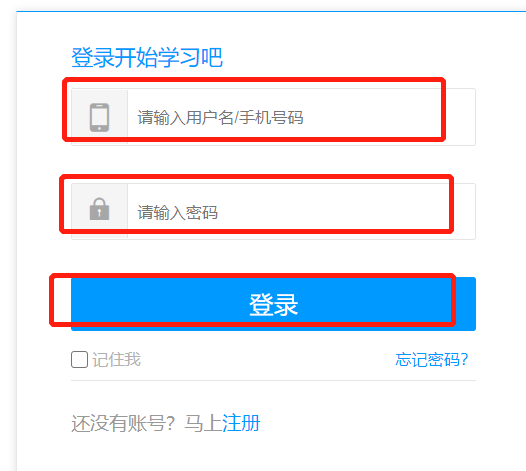 登录开始学习吧
请输入用户名/手机号码
请输入密码
登录
记住我 忘记密码?
还没有账号? 马上注册